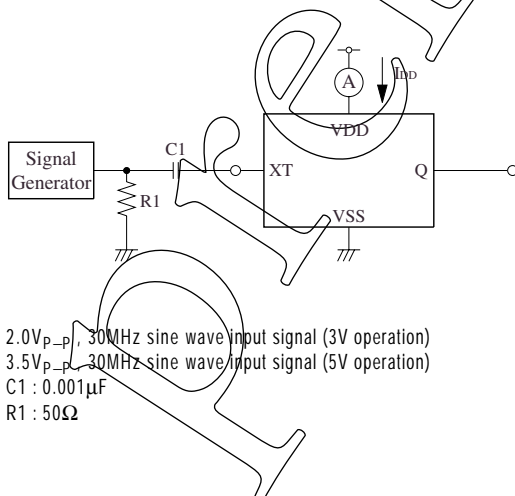 A
IDD
VDD
Signal
Generator
C1
XT
Q
R1
VSS
2.0VP–P, 30MHz sine wave input signal (3V operation)
3.5VP–P, 30MHz sine wave input signal (5V operation)
C1 : 0.001µF
R1 : 50Ω